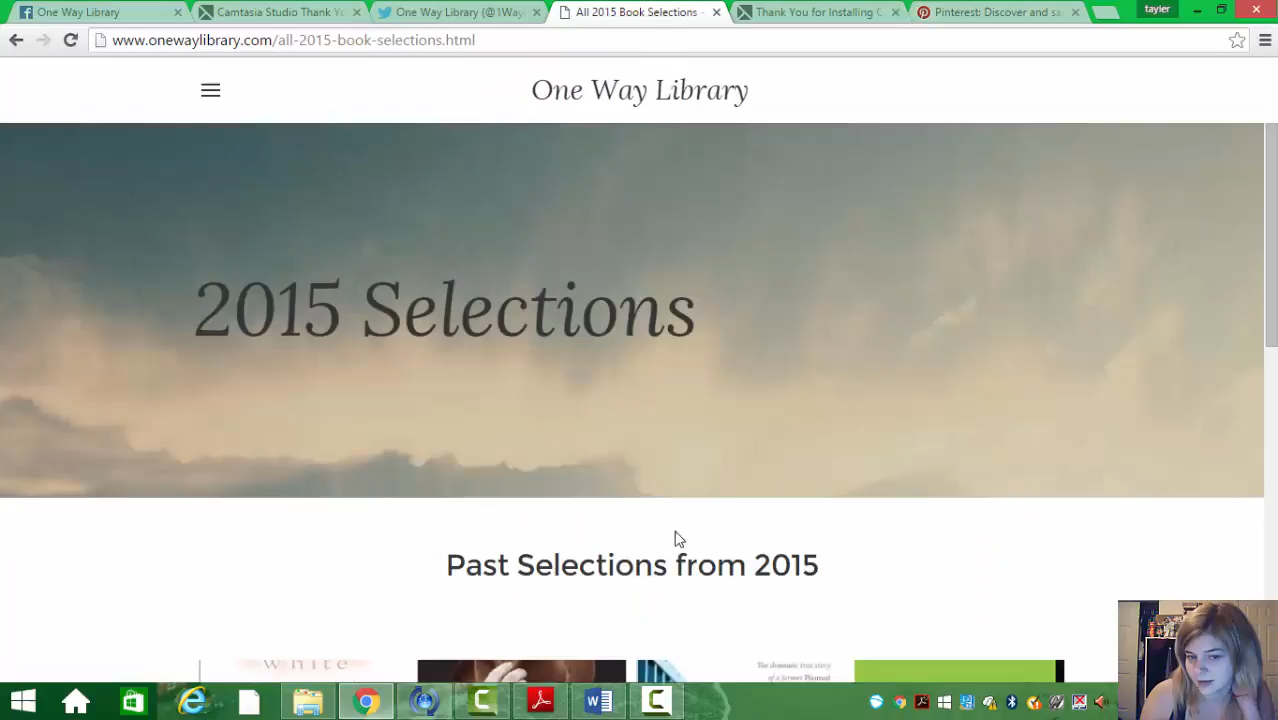 One Way Library
Camtasia Studio Thank Y
One Way Library (@1Way
All 2015 Book Selections -
Thank You for Installing C
Pinterest: Discover and sa
tayler
www.onewaylibrary.com/all-2015-book-selections.html
One Way Library
2015 Selections
Past Selections from 2015
White
The dramatic true story
of a former Planned